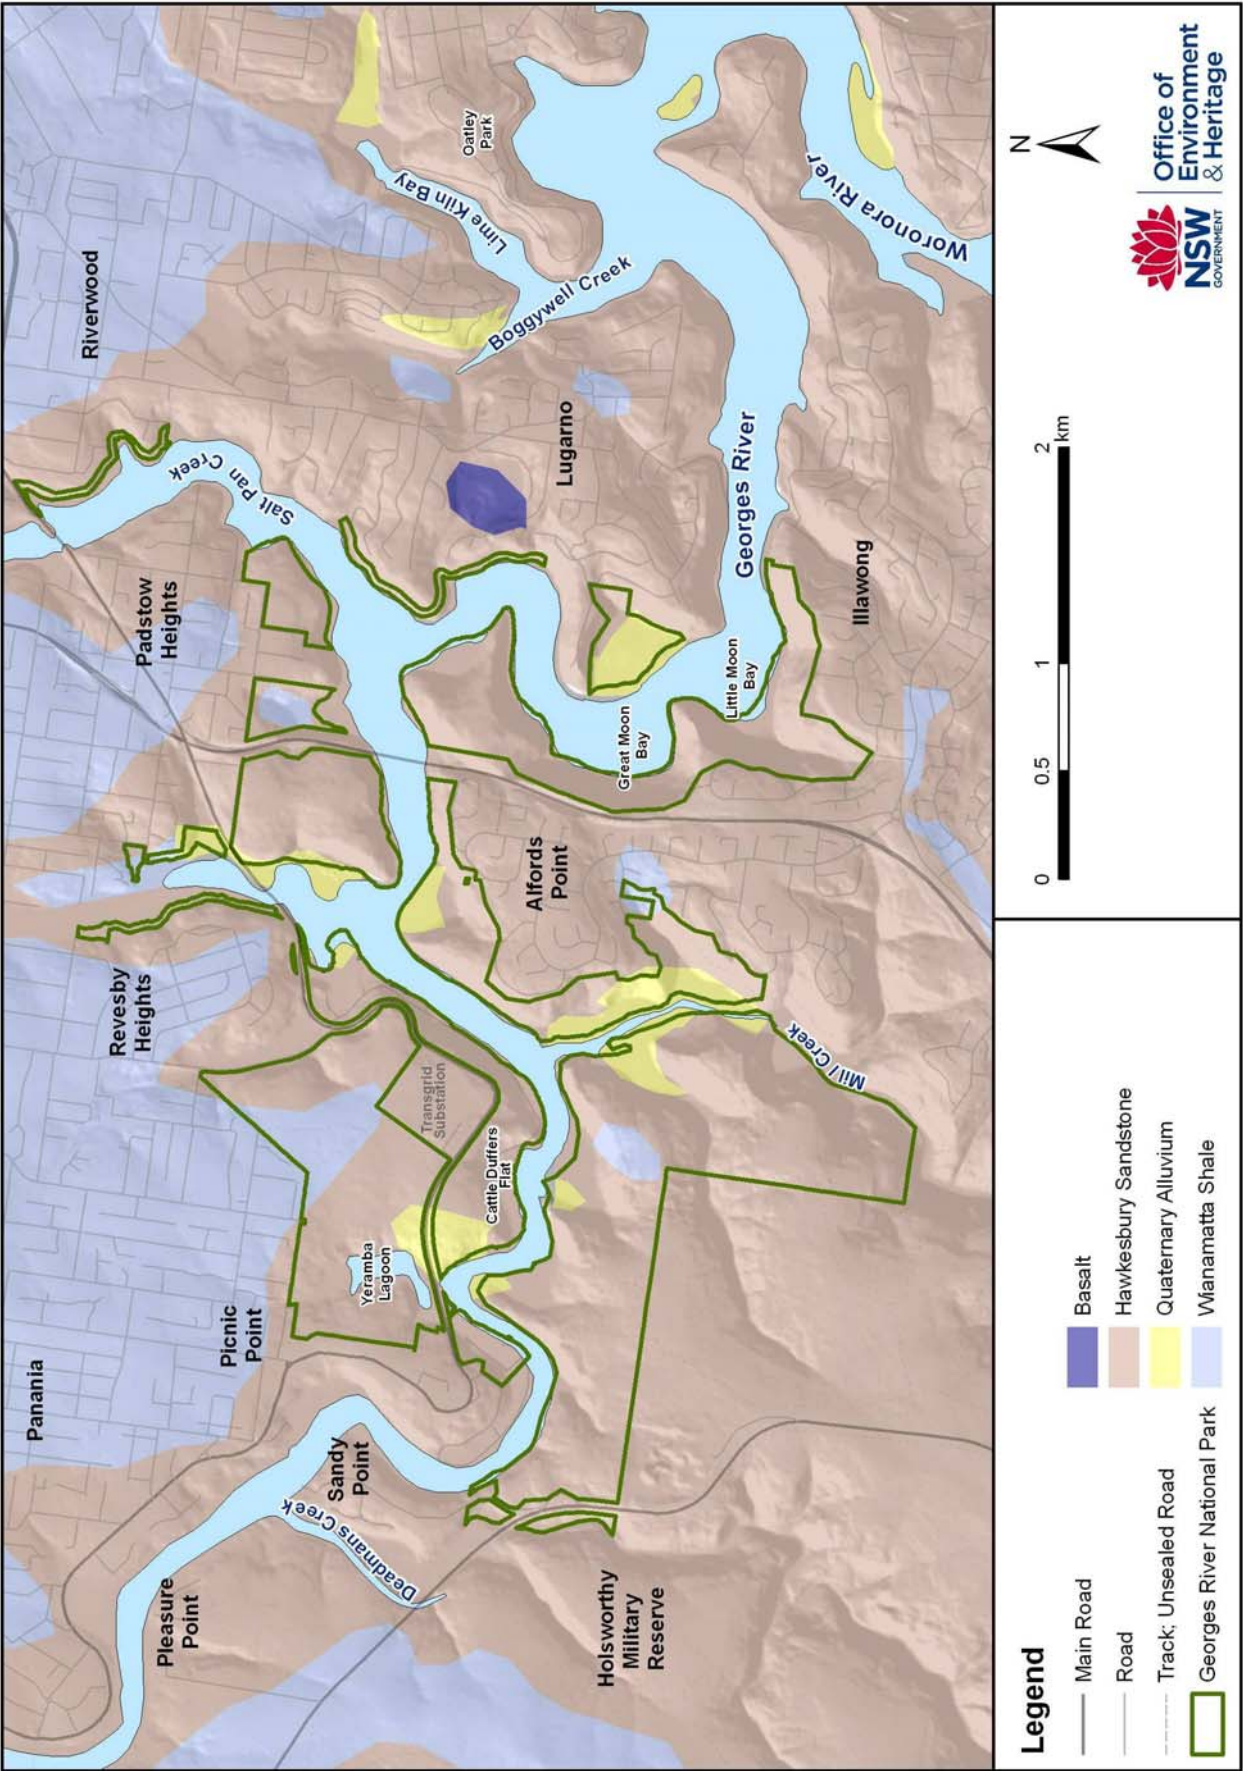 Panania
Picnic
Point
Revesby
Heights
Padstow
Heights
Riverwood
Pleasure
Point
Sandy
Point
Deadmans Creek
Yeramba
Lagoon
Transgrid
Substation
Cattle Duffers
Flat
Salt Pan Creek
Lime Kiln Bay
Oatley
Park
Boggywell Creek
Alfords
Point
Lugarno
Great Moon
Bay
Little Moon
Bay
Georges River
Woronora River
Holsworthy
Military
Reserve
Mill Creek
Illawong
Legend
Main Road
Road
Track; Unsealed Road
Georges River National Park
Basalt
Hawkesbury Sandstone
Quaternary Alluvium
Wianamatta Shale
0
0.5
1
2
km
N
NSW
GOVERNMENT
Office of
Environment
& Heritage